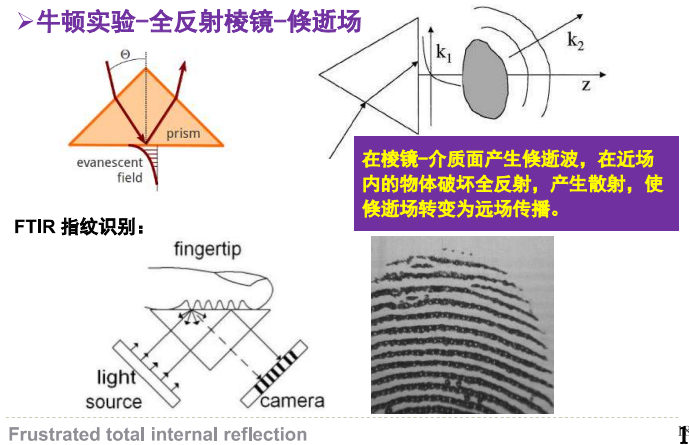 ➢牛顿实验-全反射棱镜-倏逝场
Θ
prism
evanescent
field
k1
k2
z
在棱镜-介质面产生倏逝波，在近场
内的物体破坏全反射，产生散射，使
倏逝场转变为远场传播。
FTIR 指纹识别：
fingertip
light
source
camera
Frustrated total internal reflection
1